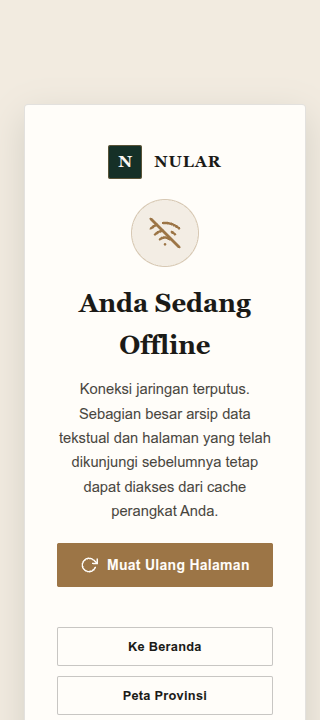 N NULAR
Anda Sedang
Offline
Koneksi jaringan terputus.
Sebagian besar arsip data
tekstual dan halaman yang telah
dikunjungi sebelumnya tetap
dapat diakses dari cache
perangkat Anda.
Muat Ulang Halaman
Ke Beranda
Peta Provinsi